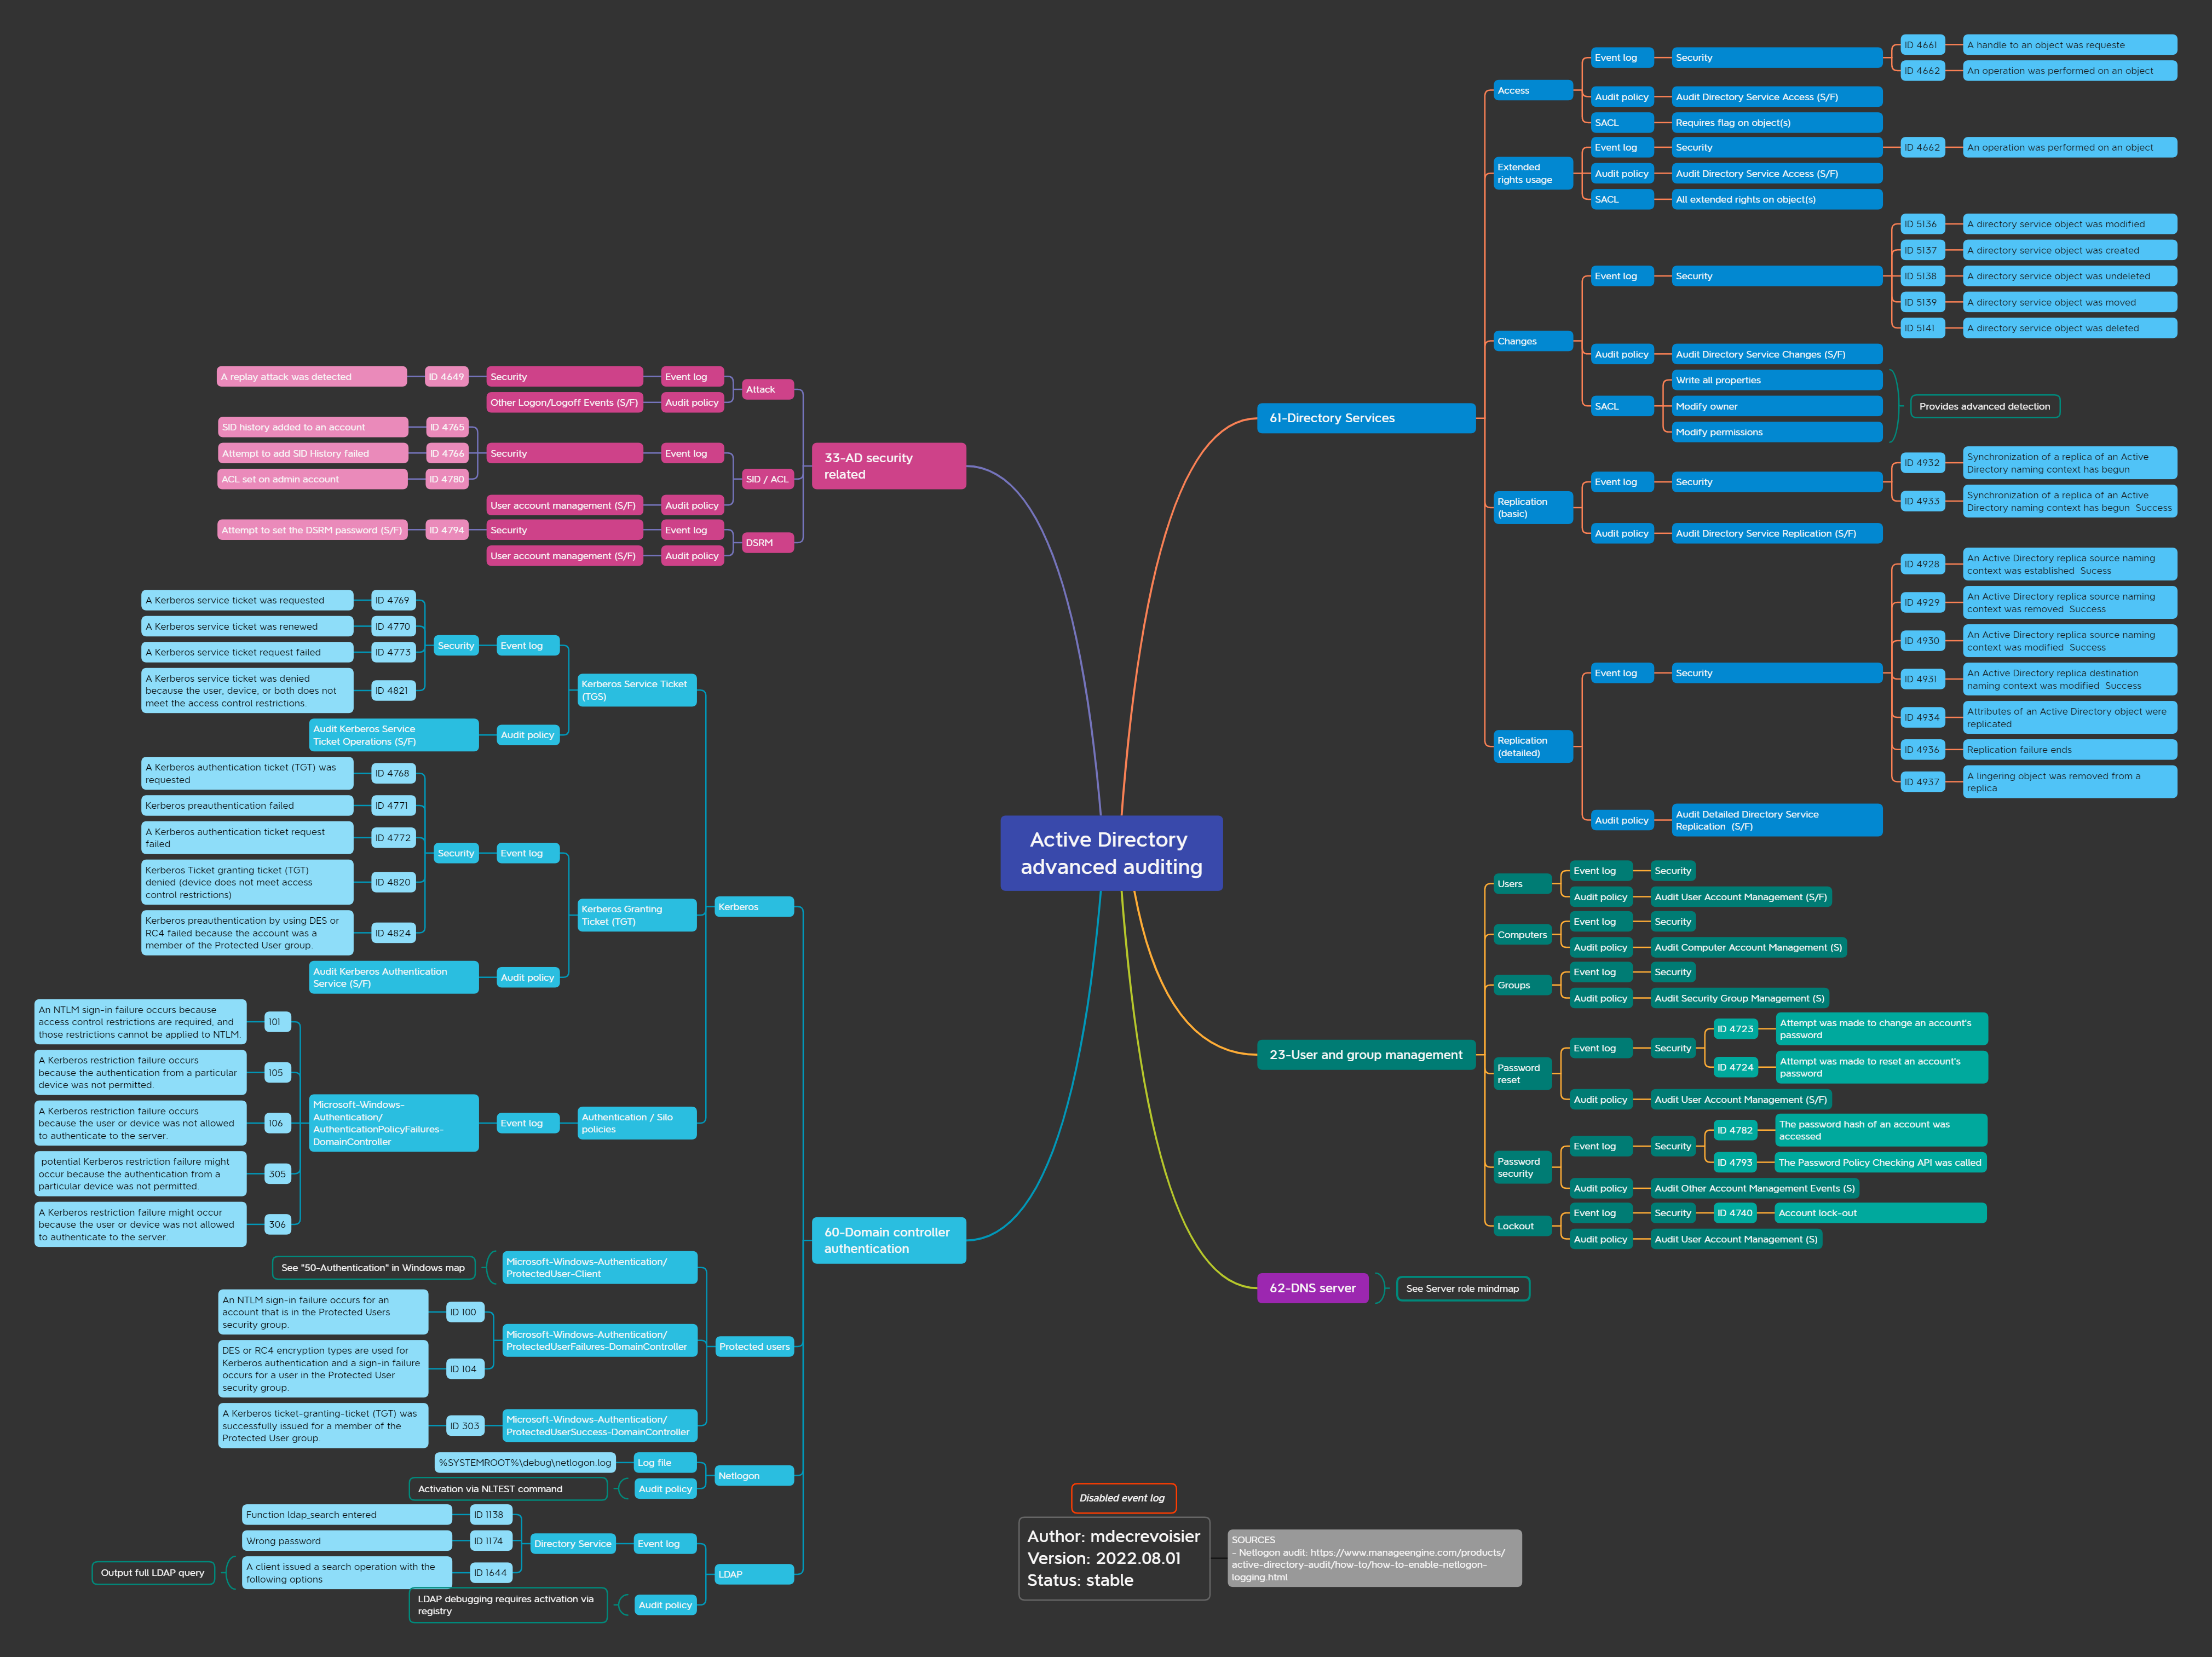 Active Directory
advanced auditing
33-AD security
related
Attack
Event log
Security
ID 4649
A replay attack was detected
Audit policy
Other Logon/Logoff Events (S/F)
SID / ACL
Event log
Security
ID 4765
SID history added to an account
ID 4766
Attempt to add SID History failed
ID 4780
ACL set on admin account
Audit policy
User account management (S/F)
DSRM
Event log
Security
ID 4794
Attempt to set the DSRM password (S/F)
Audit policy
User account management (S/F)
60-Domain controller
authentication
Kerberos
Kerberos Service Ticket
(TGS)
Event log
Security
ID 4769
A Kerberos service ticket was requested
ID 4770
A Kerberos service ticket was renewed
ID 4773
A Kerberos service ticket request failed
ID 4821
A Kerberos service ticket was denied
because the user, device, or both does not
meet the access control restrictions.
Audit policy
Audit Kerberos Service
Ticket Operations (S/F)
Kerberos Granting
Ticket (TGT)
Event log
Security
ID 4768
A Kerberos authentication ticket (TGT) was
requested
ID 4771
Kerberos preauthentication failed
ID 4772
A Kerberos authentication ticket request
failed
ID 4820
Kerberos Ticket granting ticket (TGT)
denied (device does not meet access
control restrictions)
ID 4824
Kerberos preauthentication by using DES or
RC4 failed because the account was a
member of the Protected User group.
Audit policy
Audit Kerberos Authentication
Service (S/F)
Authentication / Silo
policies
Event log
Microsoft-Windows-
Authentication/
AuthenticationPolicyFailures-
DomainController
101
An NTLM sign-in failure occurs because
access control restrictions are required, and
those restrictions cannot be applied to NTLM.
105
A Kerberos restriction failure occurs
because the authentication from a particular
device was not permitted.
106
A Kerberos restriction failure occurs
because the user or device was not allowed
to authenticate to the server.
305
potential Kerberos restriction failure might
occur because the authentication from a
particular device was not permitted.
306
A Kerberos restriction failure might occur
because the user or device was not allowed
to authenticate to the server.
Protected users
Microsoft-Windows-Authentication/
ProtectedUser-Client
See "50-Authentication" in Windows map
Microsoft-Windows-Authentication/
ProtectedUserFailures-DomainController
ID 100
An NTLM sign-in failure occurs for an
account that is in the Protected Users
security group.
ID 104
DES or RC4 encryption types are used for
Kerberos authentication and a sign-in failure
occurs for a user in the Protected User
security group.
Microsoft-Windows-Authentication/
ProtectedUserSuccess-DomainController
ID 303
A Kerberos ticket-granting-ticket (TGT) was
successfully issued for a member of the
Protected User group.
Netlogon
Log file
%SYSTEMROOT%\debug\netlogon.log
Audit policy
Activation via NLTEST command
LDAP
Event log
Directory Service
ID 1138
Function ldap_search entered
ID 1174
Wrong password
ID 1644
A client issued a search operation with the
following options
Output full LDAP query
Audit policy
LDAP debugging requires activation via
registry
61-Directory Services
Access
Event log
Security
ID 4661
A handle to an object was requeste
ID 4662
An operation was performed on an object
Audit policy
Audit Directory Service Access (S/F)
SACL
Requires flag on object(s)
Extended
rights usage
Event log
Security
ID 4662
An operation was performed on an object
Audit policy
Audit Directory Service Access (S/F)
SACL
All extended rights on object(s)
Changes
Event log
Security
ID 5136
A directory service object was modified
ID 5137
A directory service object was created
ID 5138
A directory service object was undeleted
ID 5139
A directory service object was moved
ID 5141
A directory service object was deleted
Audit policy
Audit Directory Service Changes (S/F)
SACL
Write all properties
Modify owner
Modify permissions
Provides advanced detection
Replication
(basic)
Event log
Security
ID 4932
Synchronization of a replica of an Active
Directory naming context has begun
ID 4933
Synchronization of a replica of an Active
Directory naming context has begun Success
Audit policy
Audit Directory Service Replication (S/F)
Replication
(detailed)
Event log
Security
ID 4928
An Active Directory replica source naming
context was established Sucess
ID 4929
An Active Directory replica source naming
context was removed Success
ID 4930
An Active Directory replica source naming
context was modified Success
ID 4931
An Active Directory replica destination
naming context was modified Success
ID 4934
Attributes of an Active Directory object were
replicated
ID 4936
Replication failure ends
ID 4937
A lingering object was removed from a
replica
Audit policy
Audit Detailed Directory Service
Replication (S/F)
23-User and group management
Users
Event log
Security
Audit policy
Audit User Account Management (S/F)
Computers
Event log
Security
Audit policy
Audit Computer Account Management (S)
Groups
Event log
Security
Audit policy
Audit Security Group Management (S)
Password
reset
Event log
Security
ID 4723
Attempt was made to change an account's
password
ID 4724
Attempt was made to reset an account's
password
Audit policy
Audit User Account Management (S/F)
Password
security
Event log
Security
ID 4782
The password hash of an account was
accessed
ID 4793
The Password Policy Checking API was called
Audit policy
Audit Other Account Management Events (S)
Lockout
Event log
Security
ID 4740
Account lock-out
Audit policy
Audit User Account Management (S)
62-DNS server
See Server role mindmap
Disabled event log
Author: mdecrevoisier
Version: 2022.08.01
Status: stable
SOURCES
- Netlogon audit: https://www.manageengine.com/products/
active-directory-audit/how-to/how-to-enable-netlogon-
logging.html